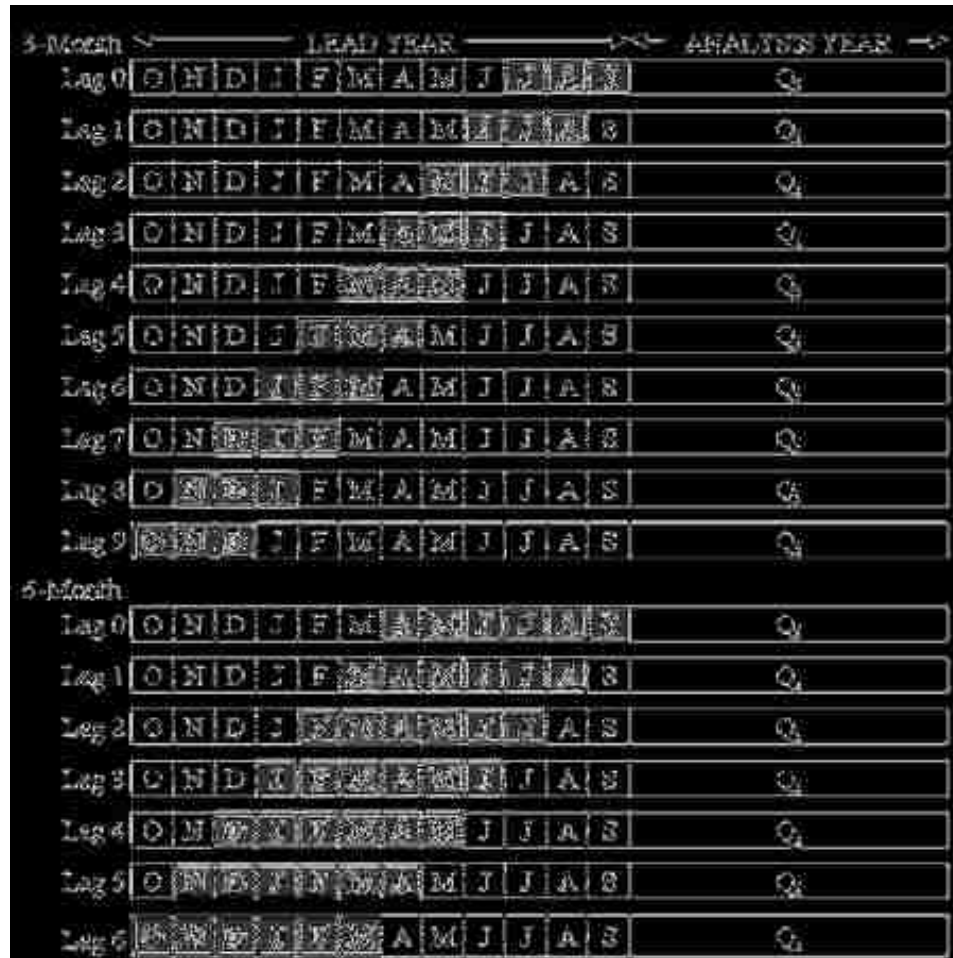 3-Month LEAD YEAR ANALYSIS YEAR
Lag 0 O N D J F M A M J J A S Q
Lag 1 O N D J F M A M J J A S Q
Lag 2 O N D J F M A M J J A S Q
Lag 3 O N D J F M A M J J A S Q
Lag 4 O N D J F M A M J J A S Q
Lag 5 O N D J F M A M J J A S Q
Lag 6 O N D J F M A M J J A S Q
Lag 7 O N D J F M A M J J A S Q
Lag 8 O N D J F M A M J J A S Q
Lag 9 O N D J F M A M J J A S Q
6-Month
Lag 0 O N D J F M A M J J A S Q
Lag 1 O N D J F M A M J J A S Q
Lag 2 O N D J F M A M J J A S Q
Lag 3 O N D J F M A M J J A S Q
Lag 4 O N D J F M A M J J A S Q
Lag 5 O N D J F M A M J J A S Q
Lag 6 O N D J F M A M J J A S Q